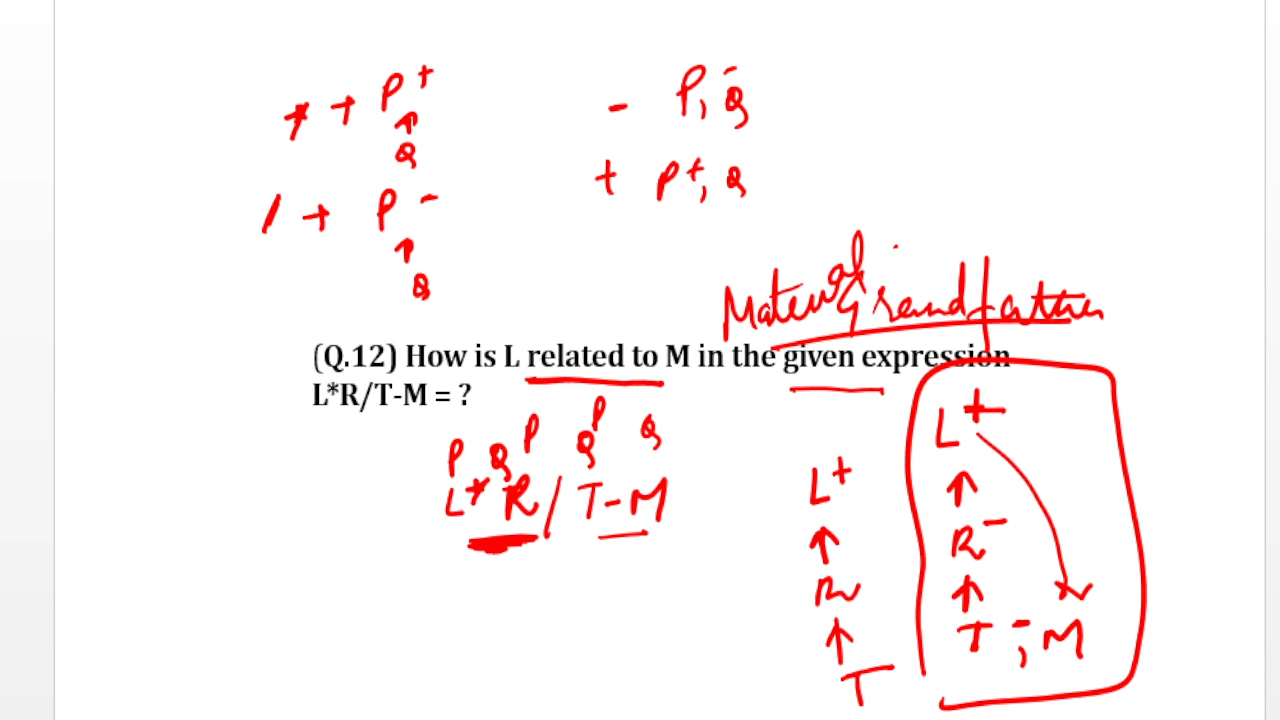 * + P +
↑
Q
/ + P -
↑
Q
- P, Q -
+ P +, Q
Maternal Grandfather
(Q.12) How is L related to M in the given expression
L*R/T-M = ?
P Q P Q P Q
L * R / T - M
L +
↑
R
↑
T
L +
↑
R -
↑
T - ; M